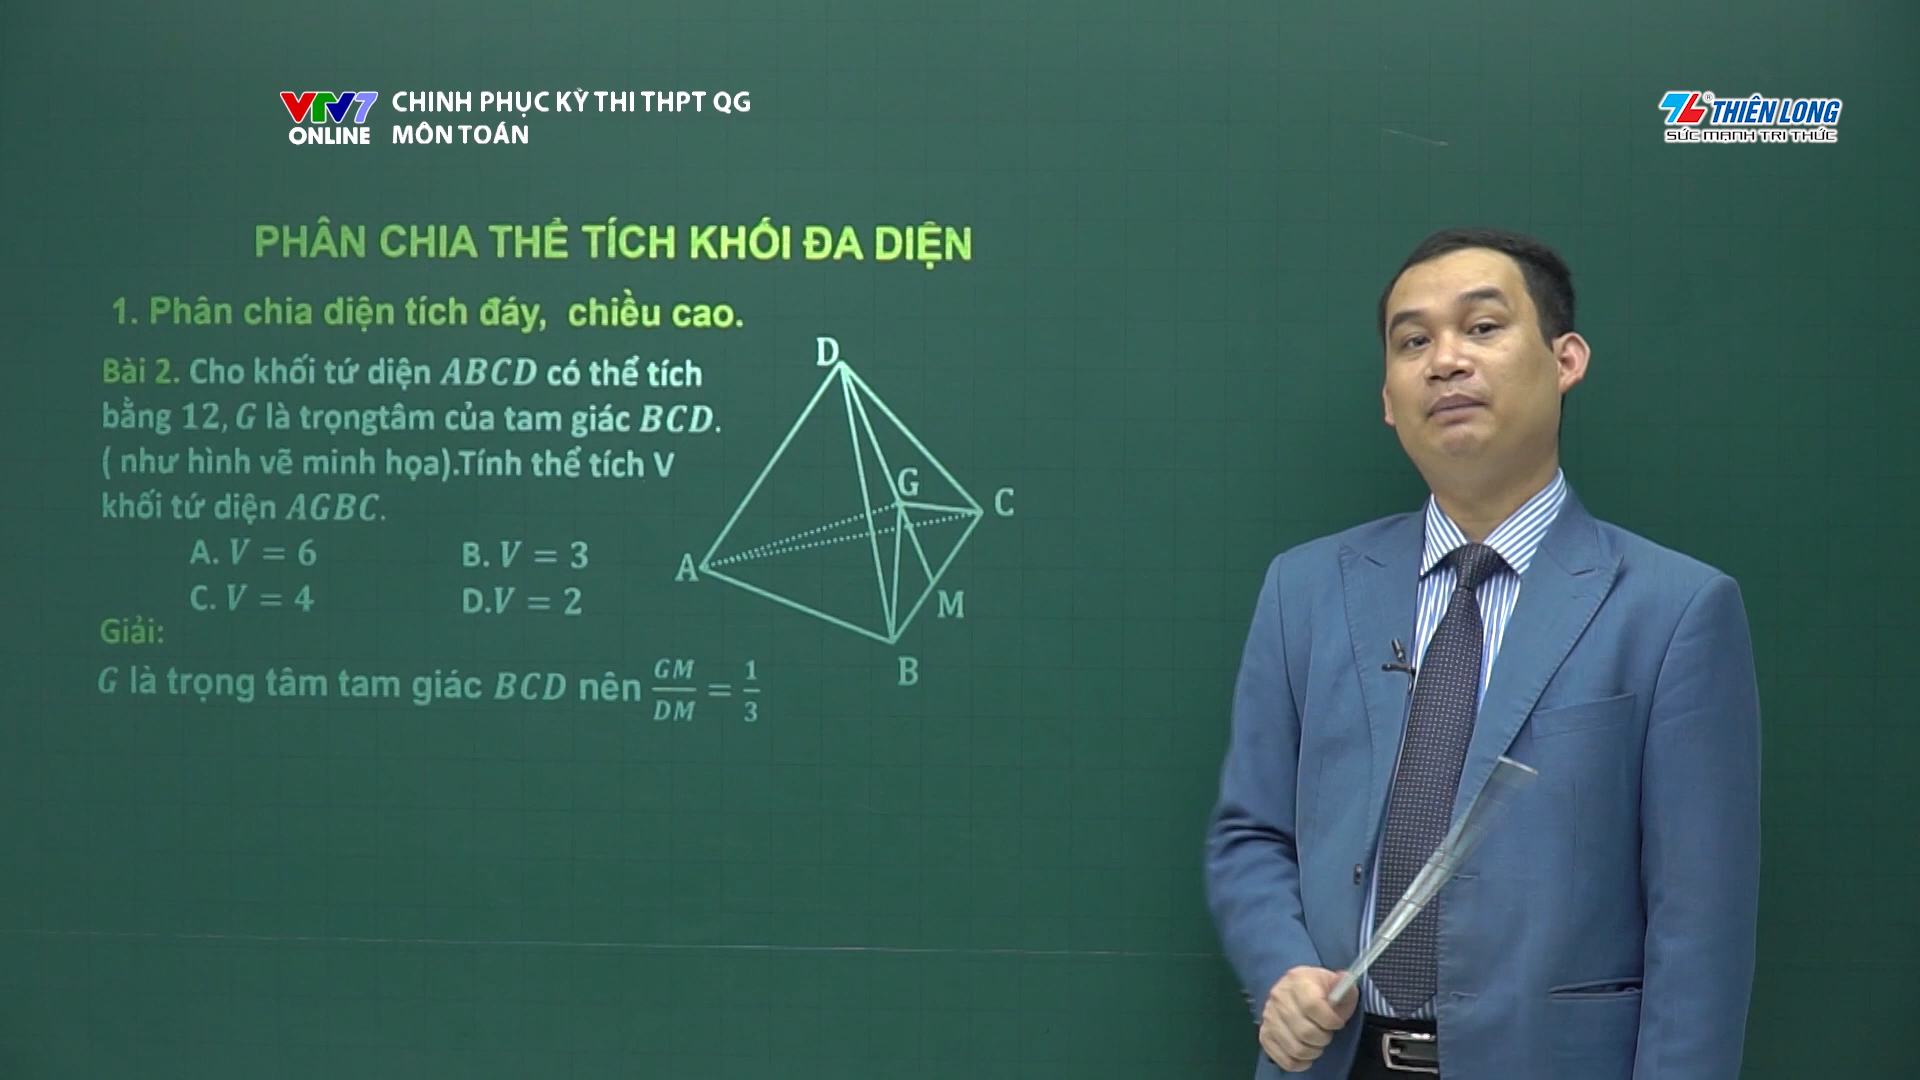 VTV7
ONLINE
CHINH PHỤC KỲ THI THPT QG
MÔN TOÁN
THIÊN LONG
SỨC MẠNH TRI THỨC
PHÂN CHIA THỂ TÍCH KHỐI ĐA DIỆN
1. Phân chia diện tích đáy, chiều cao.
Bài 2. Cho khối tứ diện ABCD có thể tích
bằng 12, G là trọngtâm của tam giác BCD.
( như hình vẽ minh họa).Tính thể tích V
khối tứ diện AGBC.
A. V = 6 B. V = 3
C. V = 4 D.V = 2
Giải:
G là trọng tâm tam giác BCD nên GM/DM = 1/3
D
G
C
A
M
B